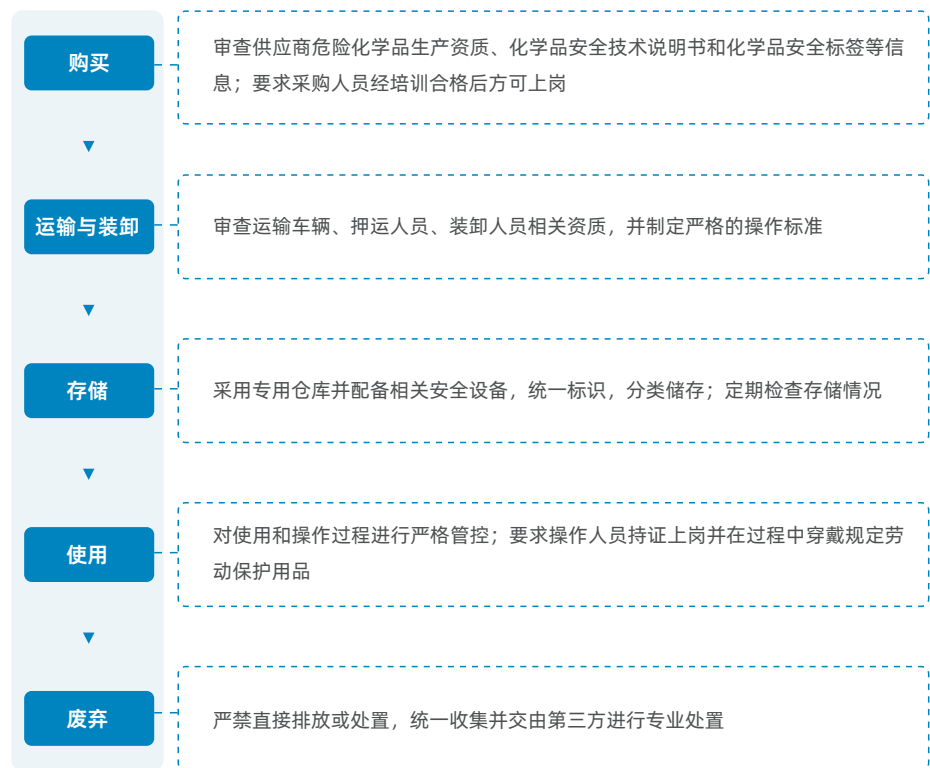 购买
审查供应商危险化学品生产资质、化学品安全技术说明书和化学品安全标签等信
息；要求采购人员经培训合格后方可上岗
运输与装卸
审查运输车辆、押运人员、装卸人员相关资质，并制定严格的操作标准
存储
采用专用仓库并配备相关安全设备，统一标识，分类储存；定期检查存储情况
使用
对使用和操作过程进行严格管控；要求操作人员持证上岗并在过程中穿戴规定劳
动保护用品
废弃
严禁直接排放或处置，统一收集并交由第三方进行专业处置